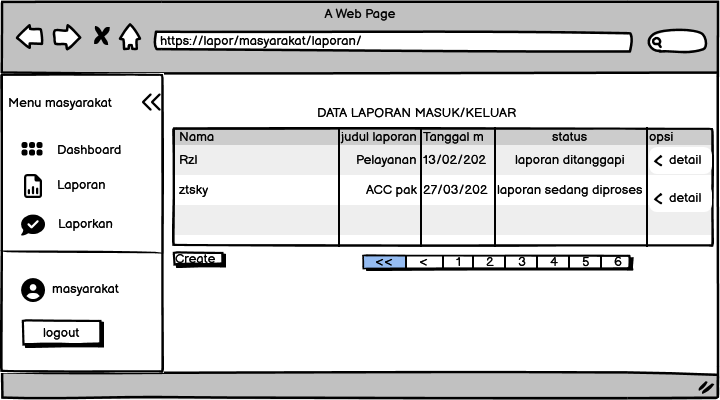 A Web Page
https://lapor/masyarakat/laporan/
Menu masyarakat
Dashboard
Laporan
Laporkan
masyarakat
logout
DATA LAPORAN MASUK/KELUAR
Nama judul laporan Tanggal m status opsi
Rzl Pelayanan 13/02/202 laporan ditanggapi < detail
ztsky ACC pak 27/03/202 laporan sedang diproses < detail
Create
<< < 1 2 3 4 5 6